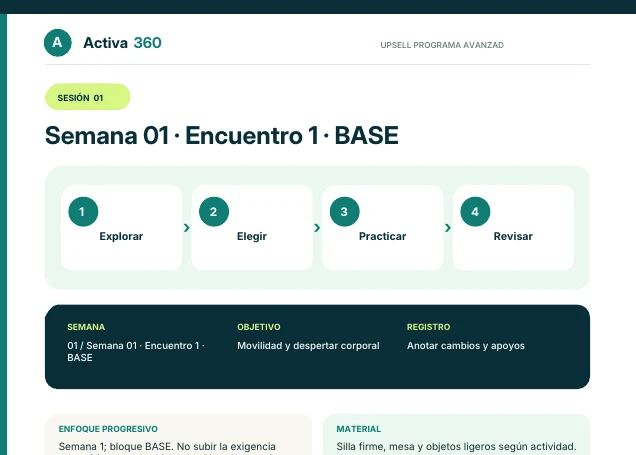 A Activa 360
UPSELL PROGRAMA AVANZAD
SESIÓN 01
Semana 01 · Encuentro 1 · BASE
1
Explorar
›
2
Elegir
›
3
Practicar
›
4
Revisar
SEMANA
01 / Semana 01 · Encuentro 1 ·
BASE
OBJETIVO
Movilidad y despertar corporal
REGISTRO
Anotar cambios y apoyos
ENFOQUE PROGRESIVO
Semana 1; bloque BASE. No subir la exigencia
MATERIAL
Silla firme, mesa y objetos ligeros según actividad.